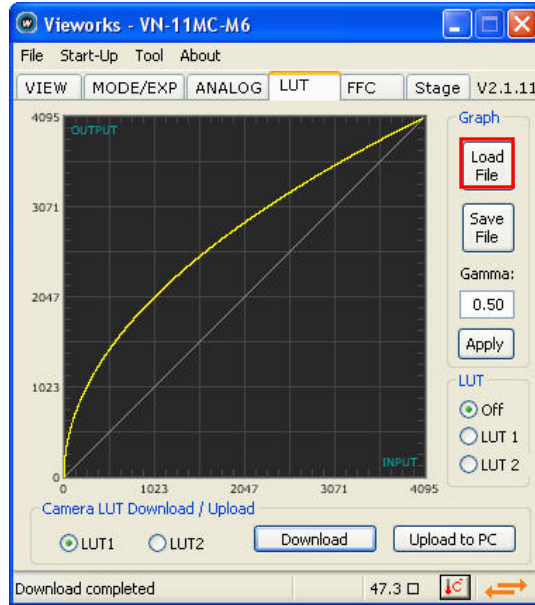 Vieworks - VN-11MC-M6
File Start-Up Tool About
VIEW MODE/EXP ANALOG LUT FFC Stage V2.1.11
4095
OUTPUT
3071
2047
1023
0
INPUT
0 1023 2047 3071 4095
Graph
Load
File
Save
File
Gamma:
0.50
Apply
LUT
Off
LUT 1
LUT 2
Camera LUT Download / Upload
LUT1 LUT2 Download Upload to PC
Download completed 47.3 □ C